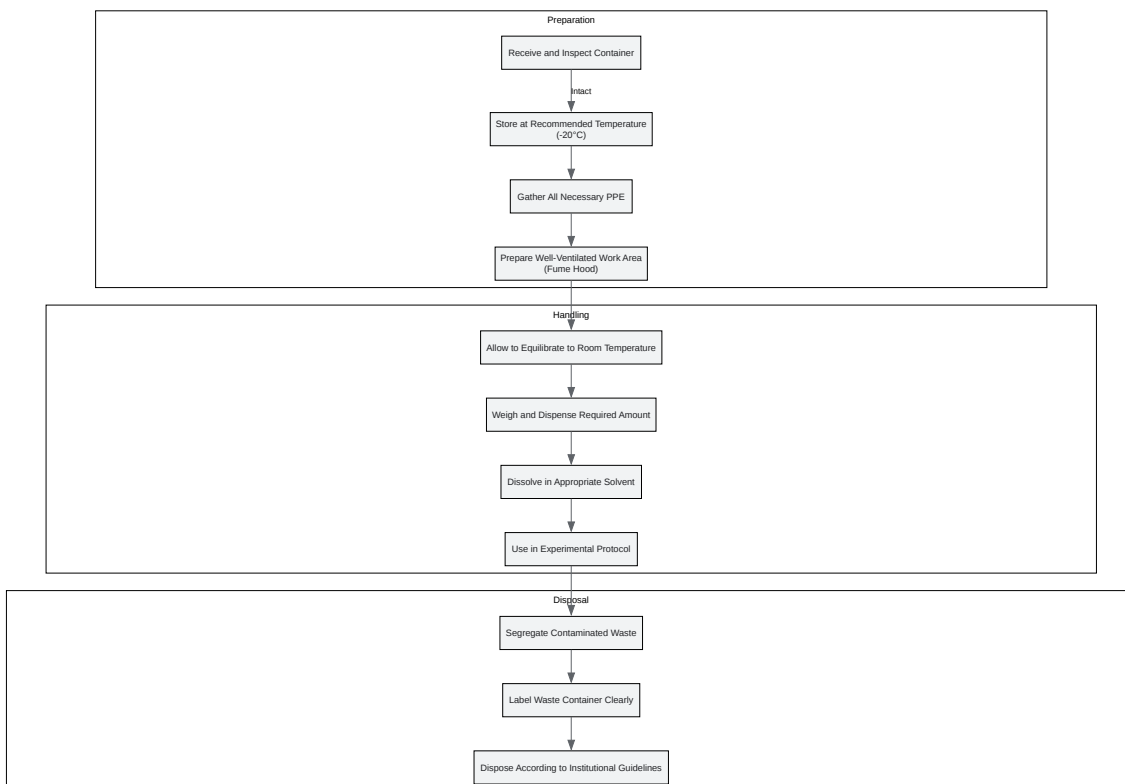 Preparation
Receive and Inspect Container
Intact
Store at Recommended Temperature
(-20°C)
Gather All Necessary PPE
Prepare Well-Ventilated Work Area
(Fume Hood)
Handling
Allow to Equilibrate to Room Temperature
Weigh and Dispense Required Amount
Dissolve in Appropriate Solvent
Use in Experimental Protocol
Disposal
Segregate Contaminated Waste
Label Waste Container Clearly
Dispose According to Institutional Guidelines